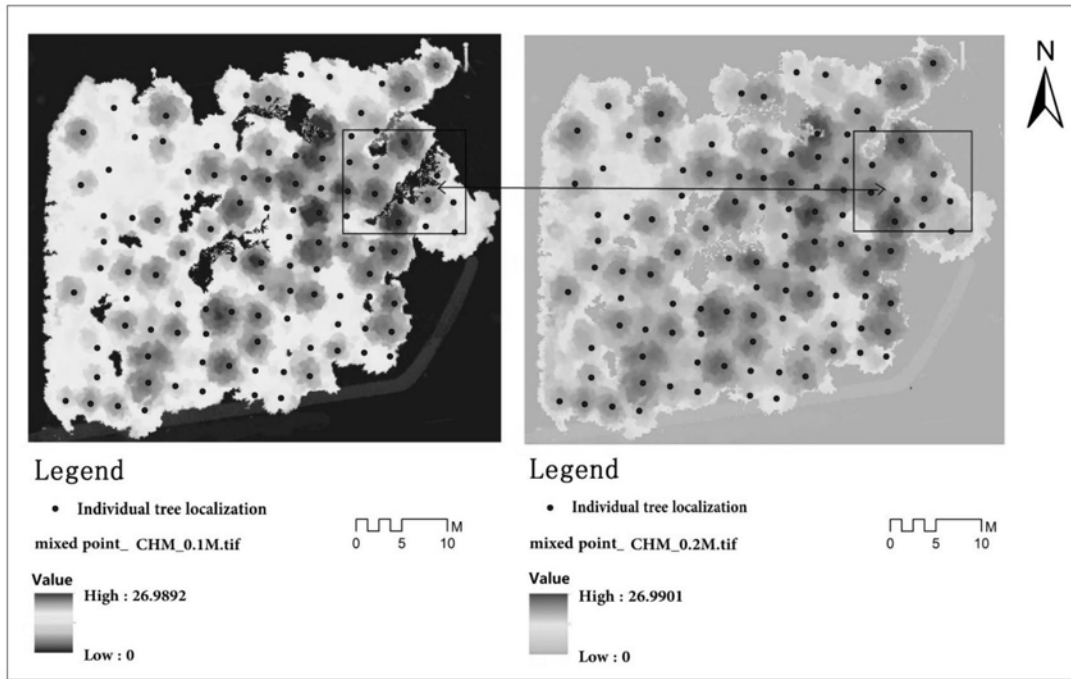 N
Legend
Individual tree localization
mixed point_ CHM_0.1M.tif
M
0 5 10
Value
High : 26.9892
Low : 0
Legend
Individual tree localization
mixed point_ CHM_0.2M.tif
M
0 5 10
Value
High : 26.9901
Low : 0